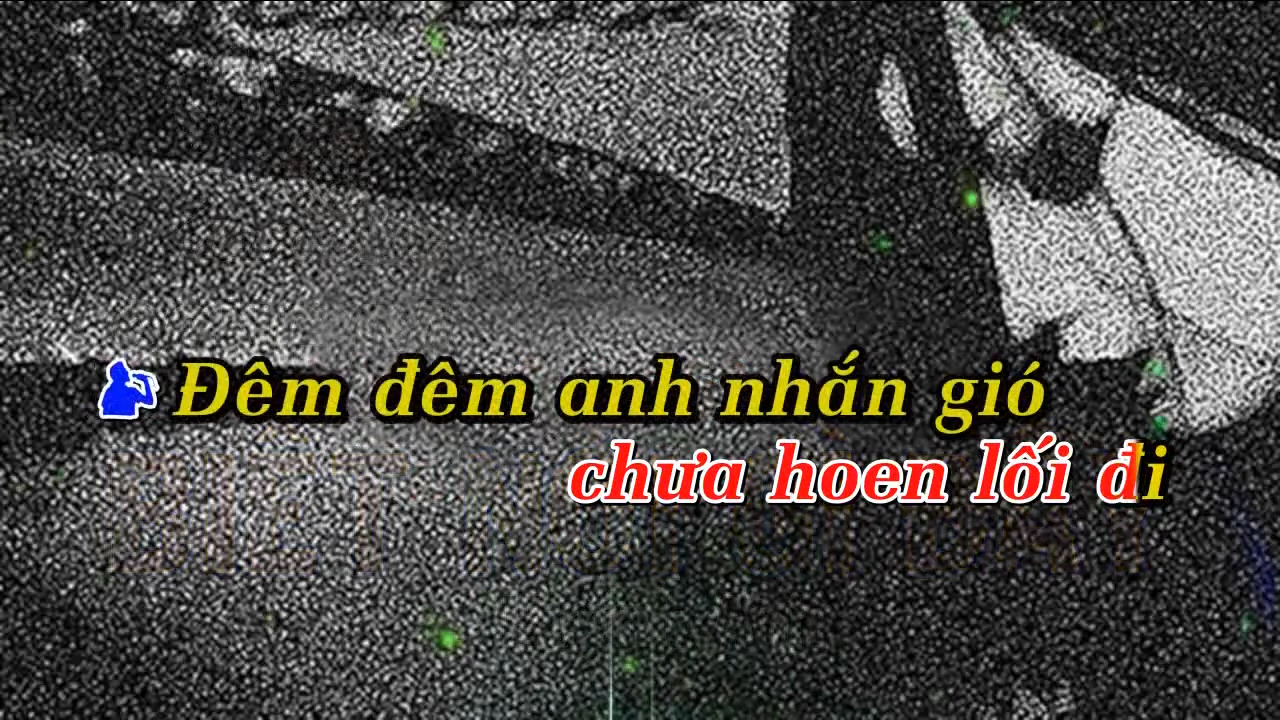 Đêm đêm anh nhắn gió
chưa hoen lối đi